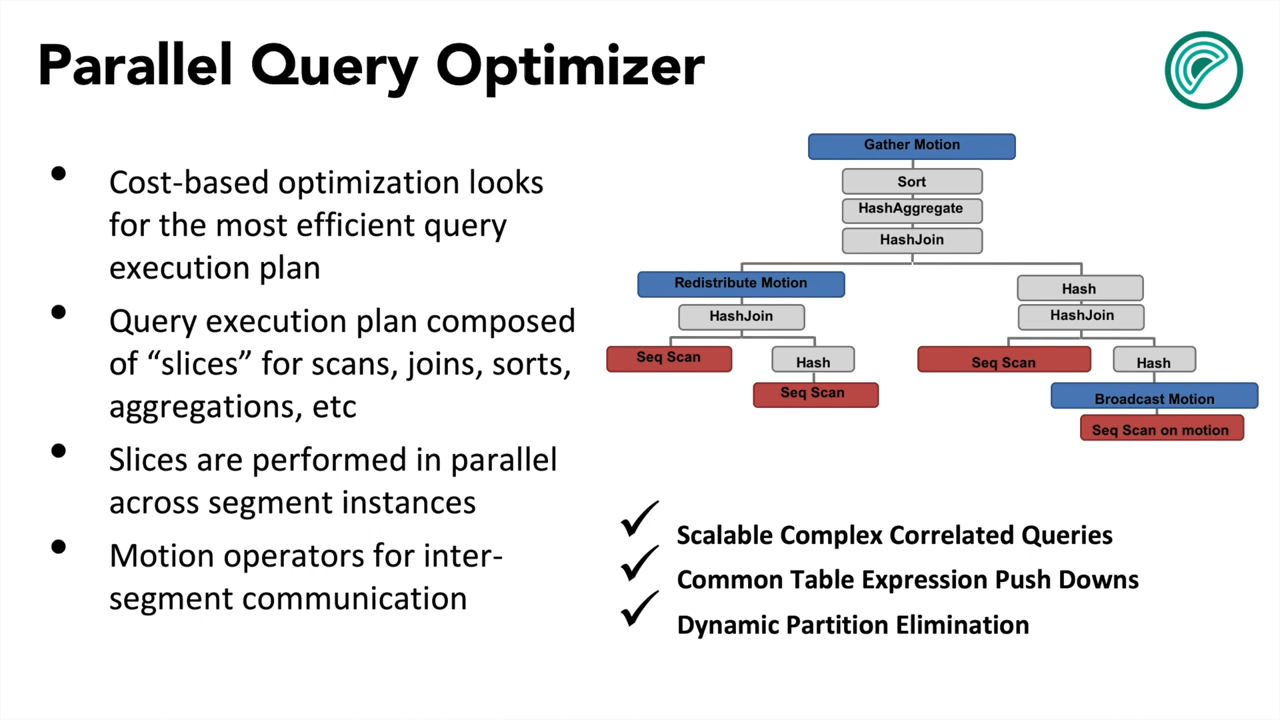 Parallel Query Optimizer
• Cost-based optimization looks
for the most efficient query
execution plan
• Query execution plan composed
of “slices” for scans, joins, sorts,
aggregations, etc
• Slices are performed in parallel
across segment instances
• Motion operators for inter-
segment communication
Gather Motion
Sort
HashAggregate
HashJoin
Redistribute Motion
HashJoin
Seq Scan
Hash
Seq Scan
Hash
HashJoin
Seq Scan
Hash
Broadcast Motion
Seq Scan on motion
✓ Scalable Complex Correlated Queries
✓ Common Table Expression Push Downs
✓ Dynamic Partition Elimination